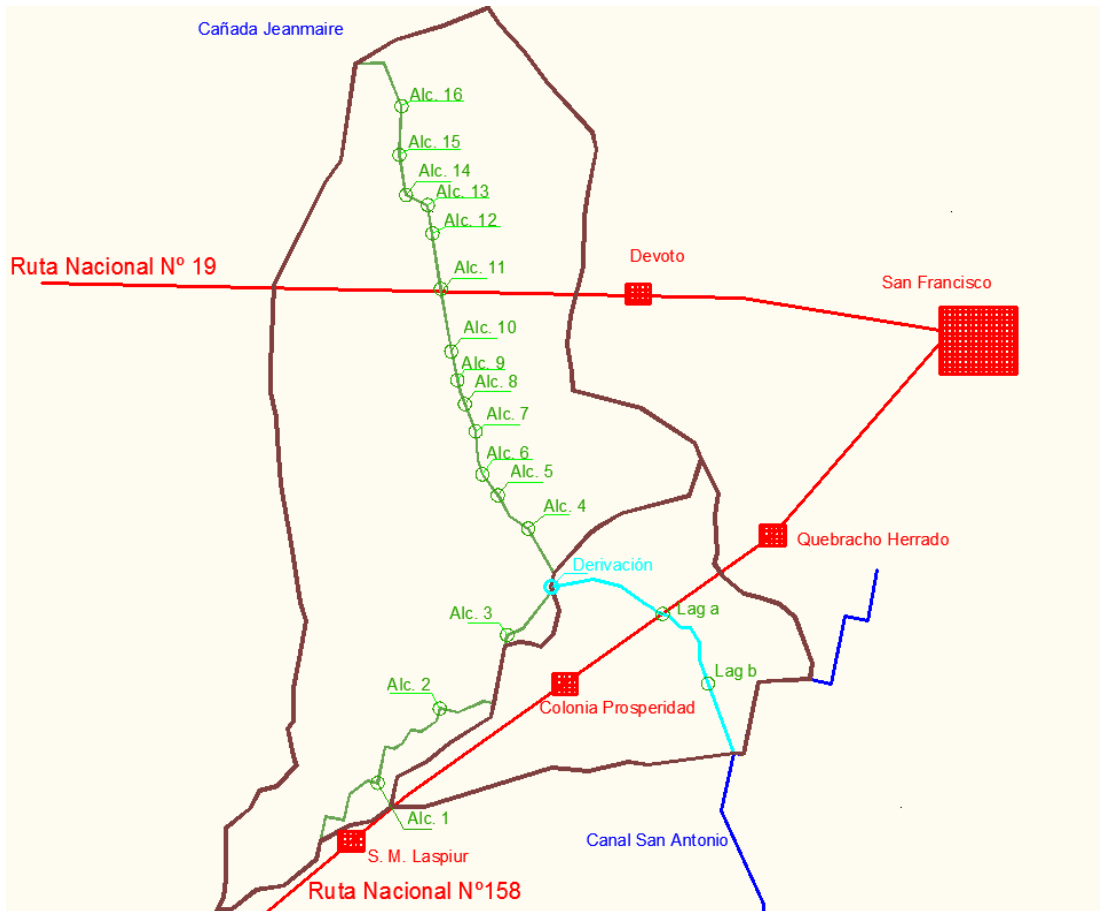 Cañada Jeanmaire
Alc. 16
Alc. 15
Alc. 14
Alc. 13
Alc. 12
Devoto
Ruta Nacional Nº 19
Alc. 11
San Francisco
Alc. 10
Alc. 9
Alc. 8
Alc. 7
Alc. 6
Alc. 5
Alc. 4
Quebracho Herrado
Derivación
Alc. 3
Lag a
Lag b
Alc. 2
Colonia Prosperidad
Alc. 1
Canal San Antonio
S. M. Laspiur
Ruta Nacional Nº158